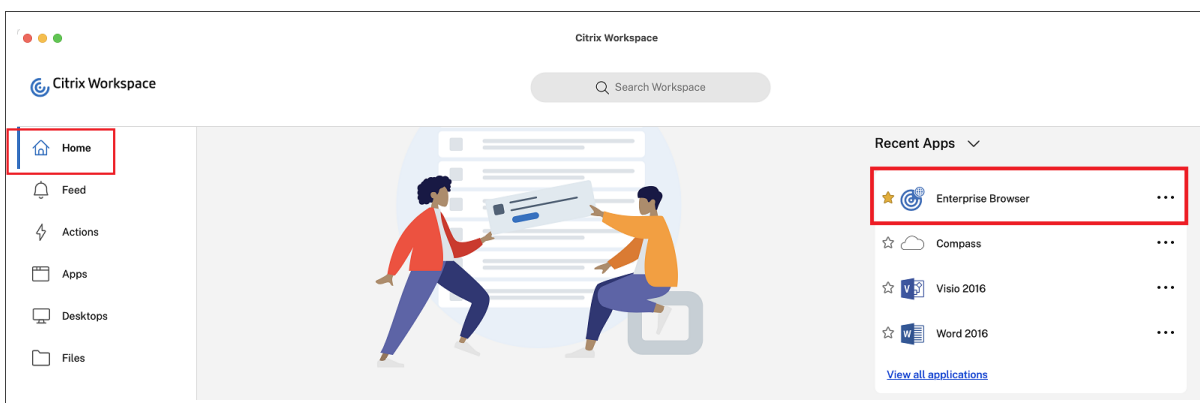 Citrix Workspace
Citrix Workspace
Search Workspace
Home
Feed
Actions
Apps
Desktops
Files
Recent Apps
Enterprise Browser
Compass
Visio 2016
Word 2016
View all applications